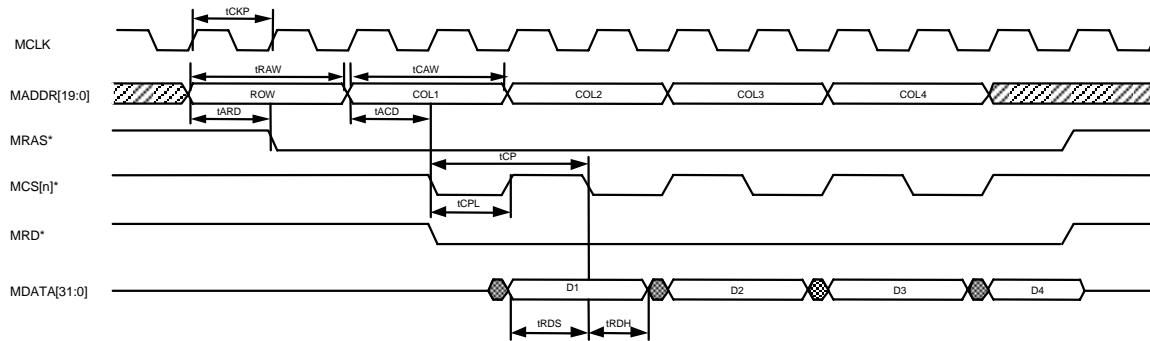 tCKP
MCLK
tRAW
tCAW
MADDR[19:0]
ROW
COL1
COL2
COL3
COL4
tARD
tACD
MRAS*
tCP
MCS[n]*
tCPL
MRD*
MDATA[31:0]
D1
D2
D3
D4
tRDS
tRDH